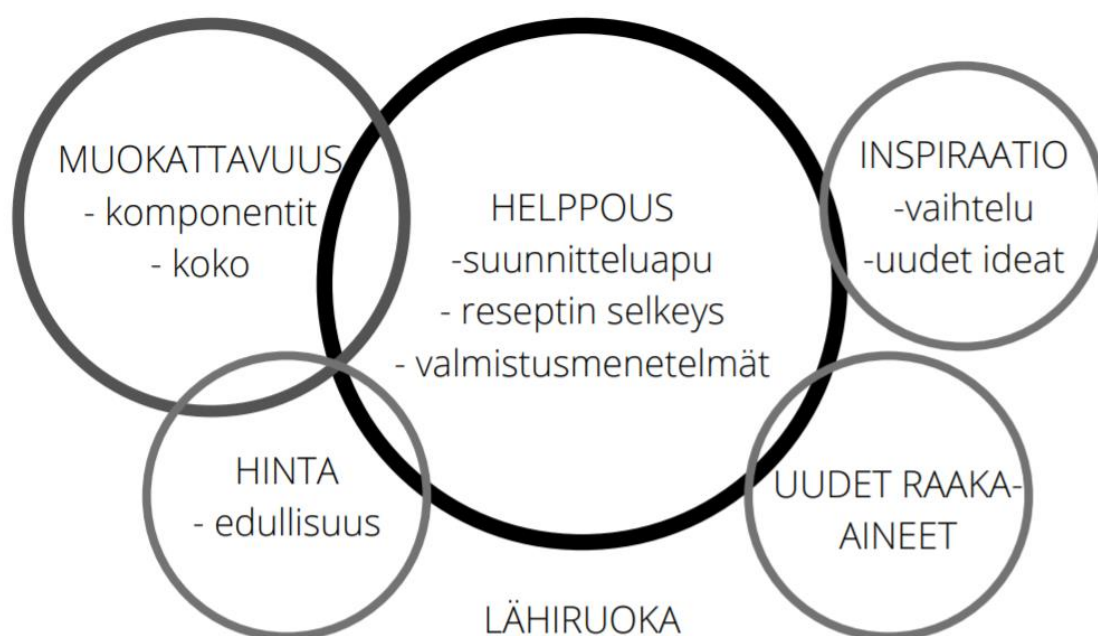 MUOKATTAVUUS
- komponentit
- koko
HELPPOUS
-suunnitteluapu
- reseptin selkeys
- valmistusmenetelmät
INSPIRAATIO
-vaihtelu
-uudet ideat
HINTA
- edullisuus
UUDET RAAKA-
AINEET
LÄHIRUOKA